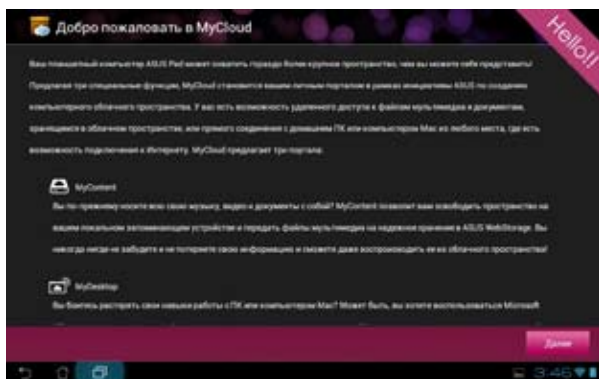 Добро пожаловать в MyCloud
Hello!!
Ваш планшетный компьютер ASUS Pad может охватить гораздо более крупное пространство, чем вы можете себе представить!
Предлагая три специальные функции, MyCloud становится вашим личным порталом в рамках инициативы ASUS по созданию
компьютерного облачного пространства. У вас есть возможность удаленного доступа к файлам мультимедиа и документам,
хранящимся в облачном пространстве, или прямого соединения с домашним ПК или компьютером Mac из любого места, где есть
возможность подключения к Интернету. MyCloud предлагает три портала:
MyContent
Вы по-прежнему носите всю свою музыку, видео и документы с собой? MyContent позволит вам освободить пространство на
вашем локальном запоминающем устройстве и передать файлы мультимедиа на надежное хранение в ASUS WebStorage. Вы
никогда нигде не забудете и не потеряете свою информацию и сможете даже воспроизводить ее из облачного пространства!
MyDesktop
Вы боитесь растерять свои навыки работы с ПК или компьютером Mac? Может быть, вы хотите воспользоваться Microsoft
Далее
3:46